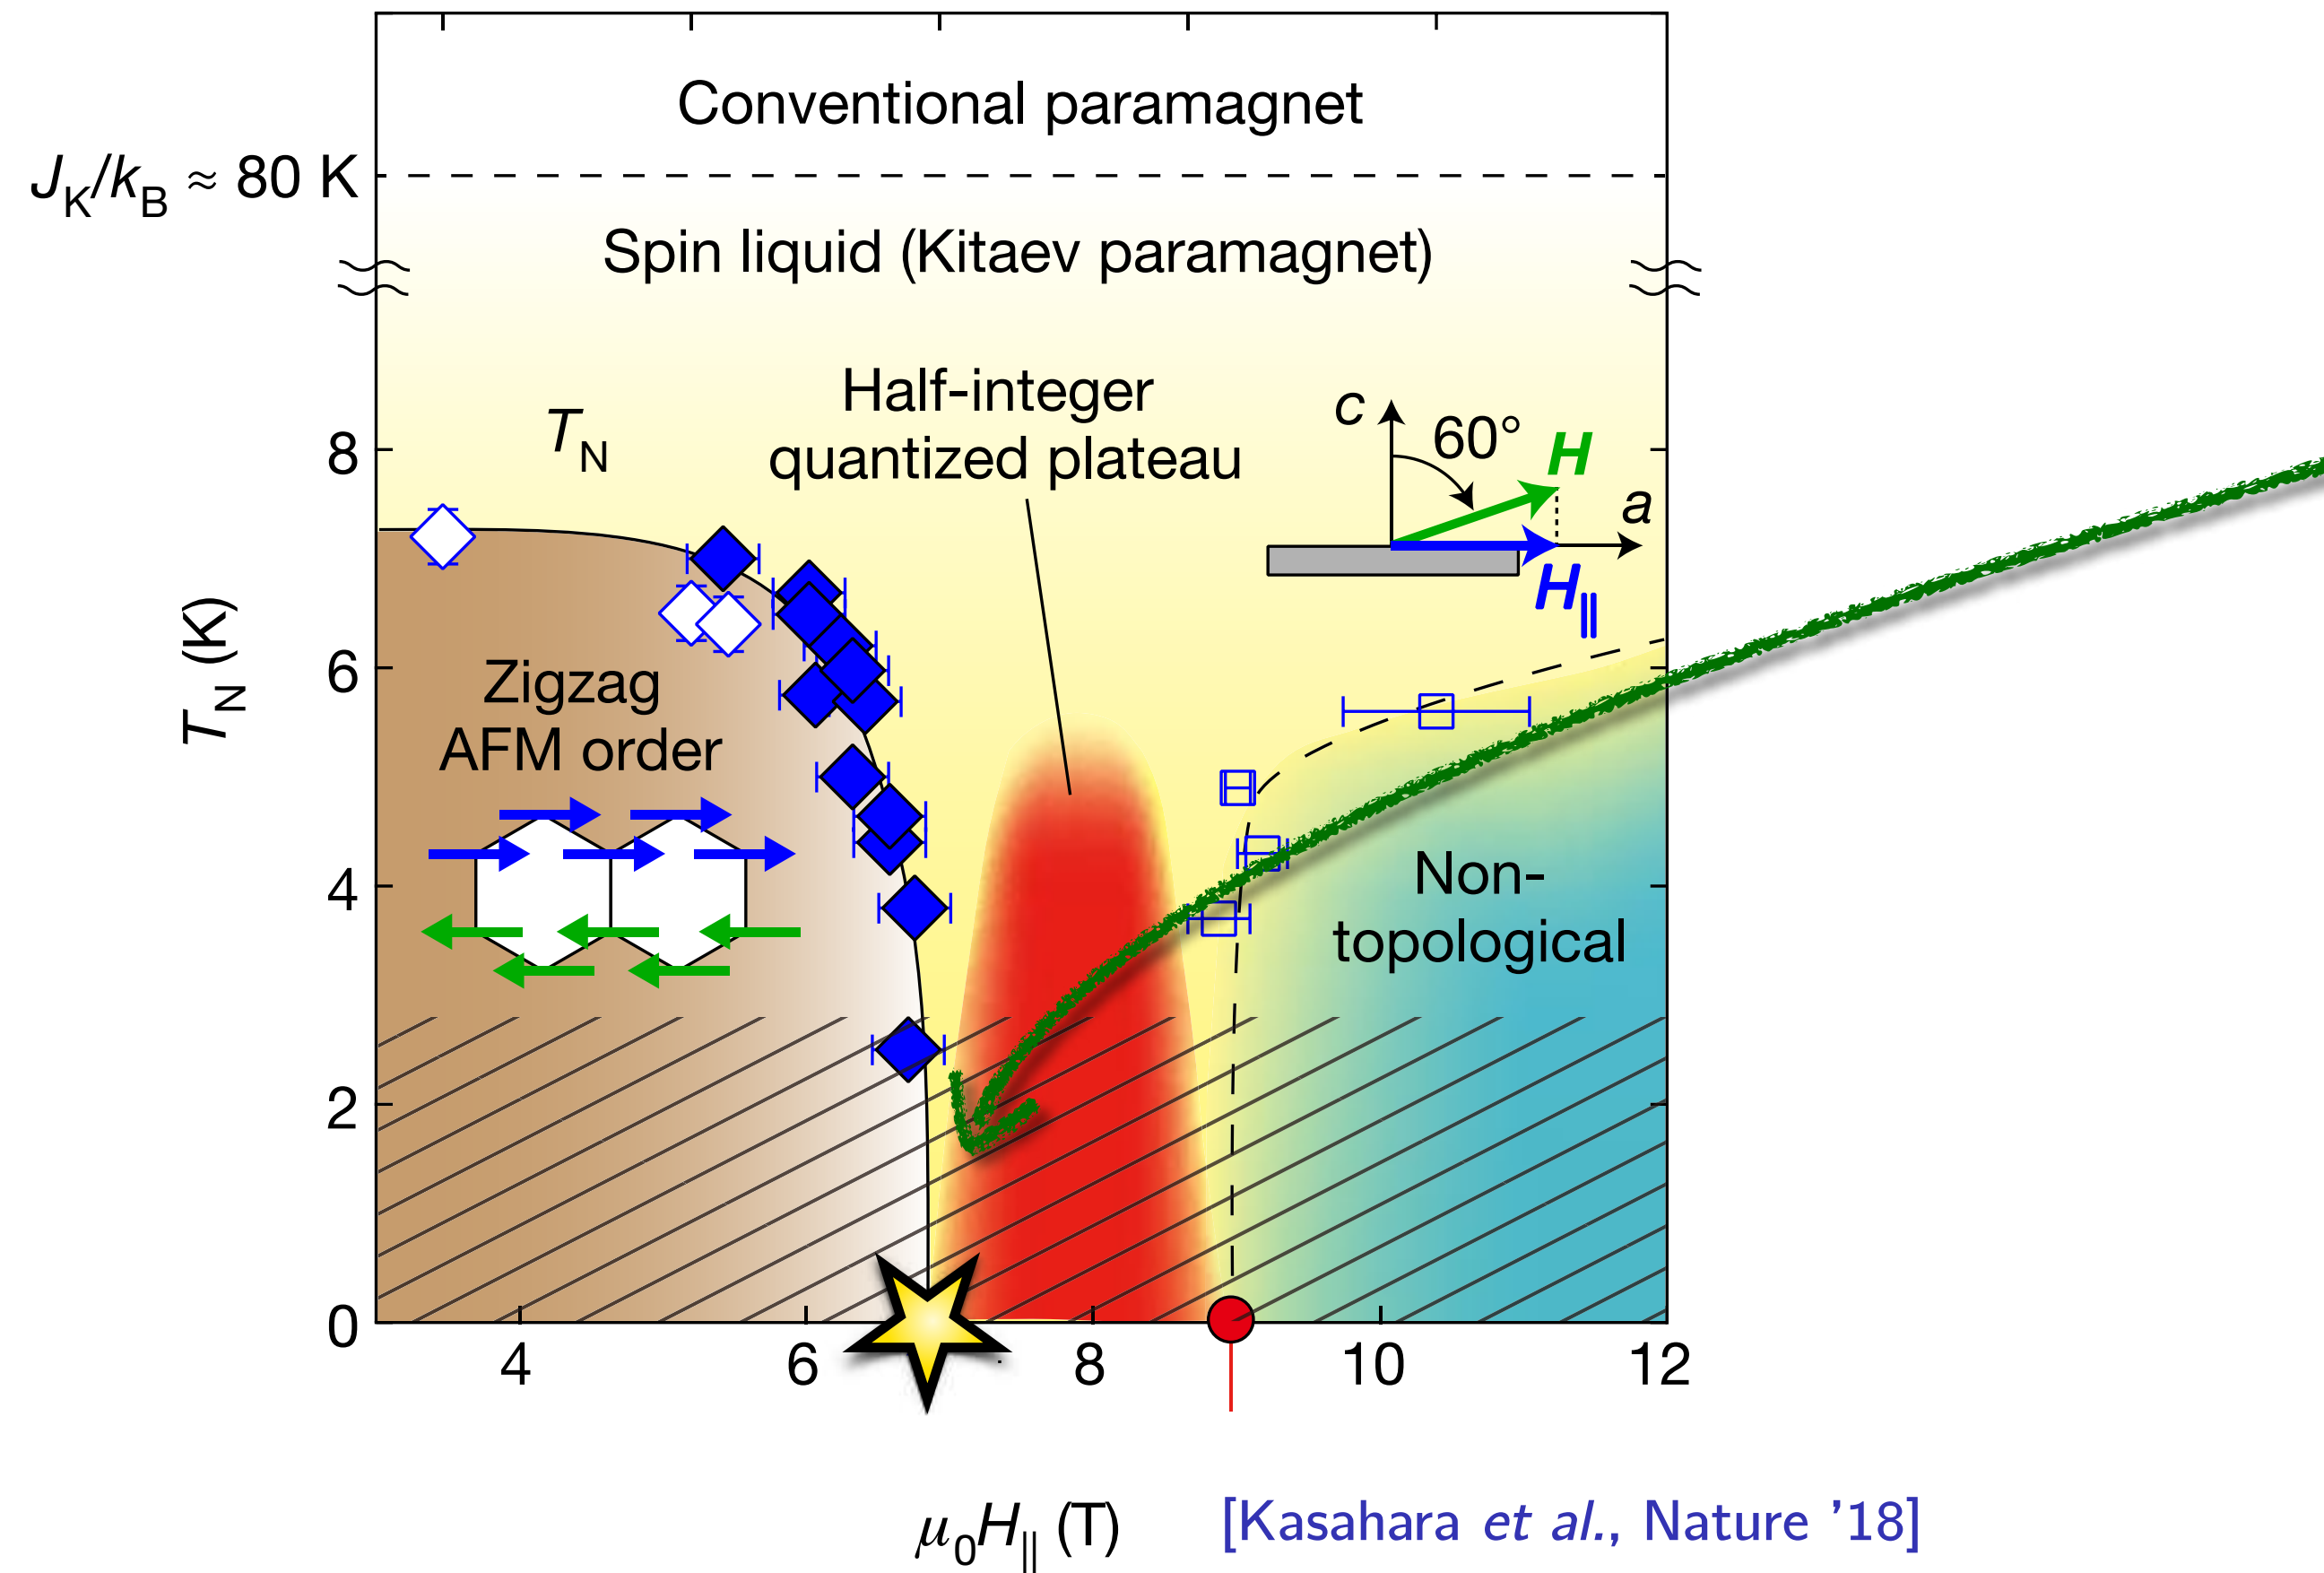 Conventional paramagnet
J_K/k_B ≈ 80 K
Spin liquid (Kitaev paramagnet)
Half-integer
quantized plateau
T_N
c
60°
H
a
H_||
8
6
4
2
0
T_N (K)
Zigzag
AFM order
Non-
topological
4 6 8 10 12
μ_0H_|| (T)
[Kasahara et al., Nature '18]